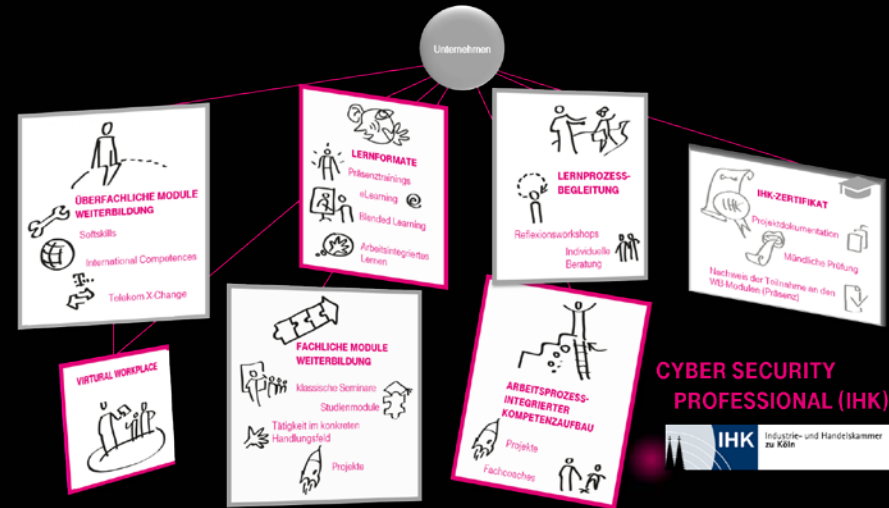 Unternehmen
ÜBERFACHLICHE MODULE
WEITERBILDUNG
Softskills
International Competences
T...
Telekom X-Change
LERNFORMATE
Präsenztrainings
eLearning
@
Blended Learning
Arbeitsintegriertes
Lernen
LERNPROZESS-
BEGLEITUNG
Reflexionsworkshops
Individuelle
Beratung
IHK-ZERTIFIKAT
IHK
Projektdokumentation
Mündliche Prüfung
Nachweis der Teilnahme an den
WB-Modulen (Präsenz)
VIRTURAL WORKPLACE
FACHLICHE MODULE
WEITERBILDUNG
klassische Seminare
Studienmodule
Tätigkeit im konkreten
Handlungsfeld
Projekte
ARBEITSPROZESS-
INTEGRIERTER
KOMPETENZAUFBAU
Projekte
Fachcoaches
CYBER SECURITY
PROFESSIONAL (IHK)
IHK
Industrie- und Handelskammer
zu Köln